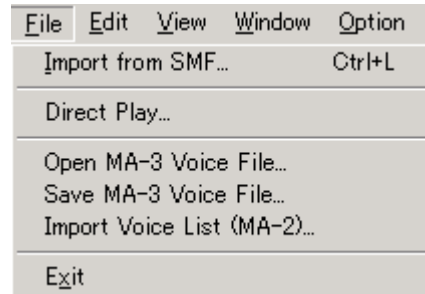 File Edit View Window Option
Import from SMF... Ctrl+L
Direct Play...
Open MA-3 Voice File...
Save MA-3 Voice File...
Import Voice List (MA-2)...
Exit